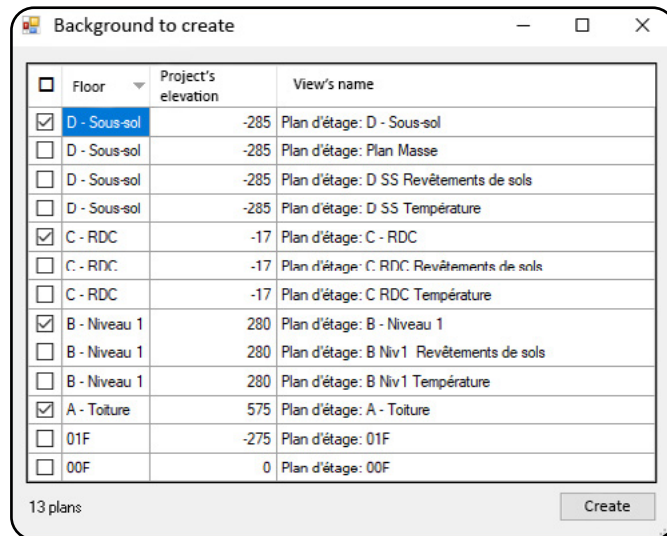 Background to create
Floor Project's elevation View's name
D - Sous-sol -285 Plan d'étage: D - Sous-sol
D - Sous-sol -285 Plan d'étage: Plan Masse
D - Sous-sol -285 Plan d'étage: D SS Revêtements de sols
D - Sous-sol -285 Plan d'étage: D SS Température
C - RDC -17 Plan d'étage: C - RDC
C - RDC -17 Plan d'étage: C RDC Revêtements de sols
C - RDC -17 Plan d'étage: C RDC Température
B - Niveau 1 280 Plan d'étage: B - Niveau 1
B - Niveau 1 280 Plan d'étage: B Niv1  Revêtements de sols
B - Niveau 1 280 Plan d'étage: B Niv1 Température
A - Toiture 575 Plan d'étage: A - Toiture
01F -275 Plan d'étage: 01F
00F 0 Plan d'étage: 00F
13 plans Create